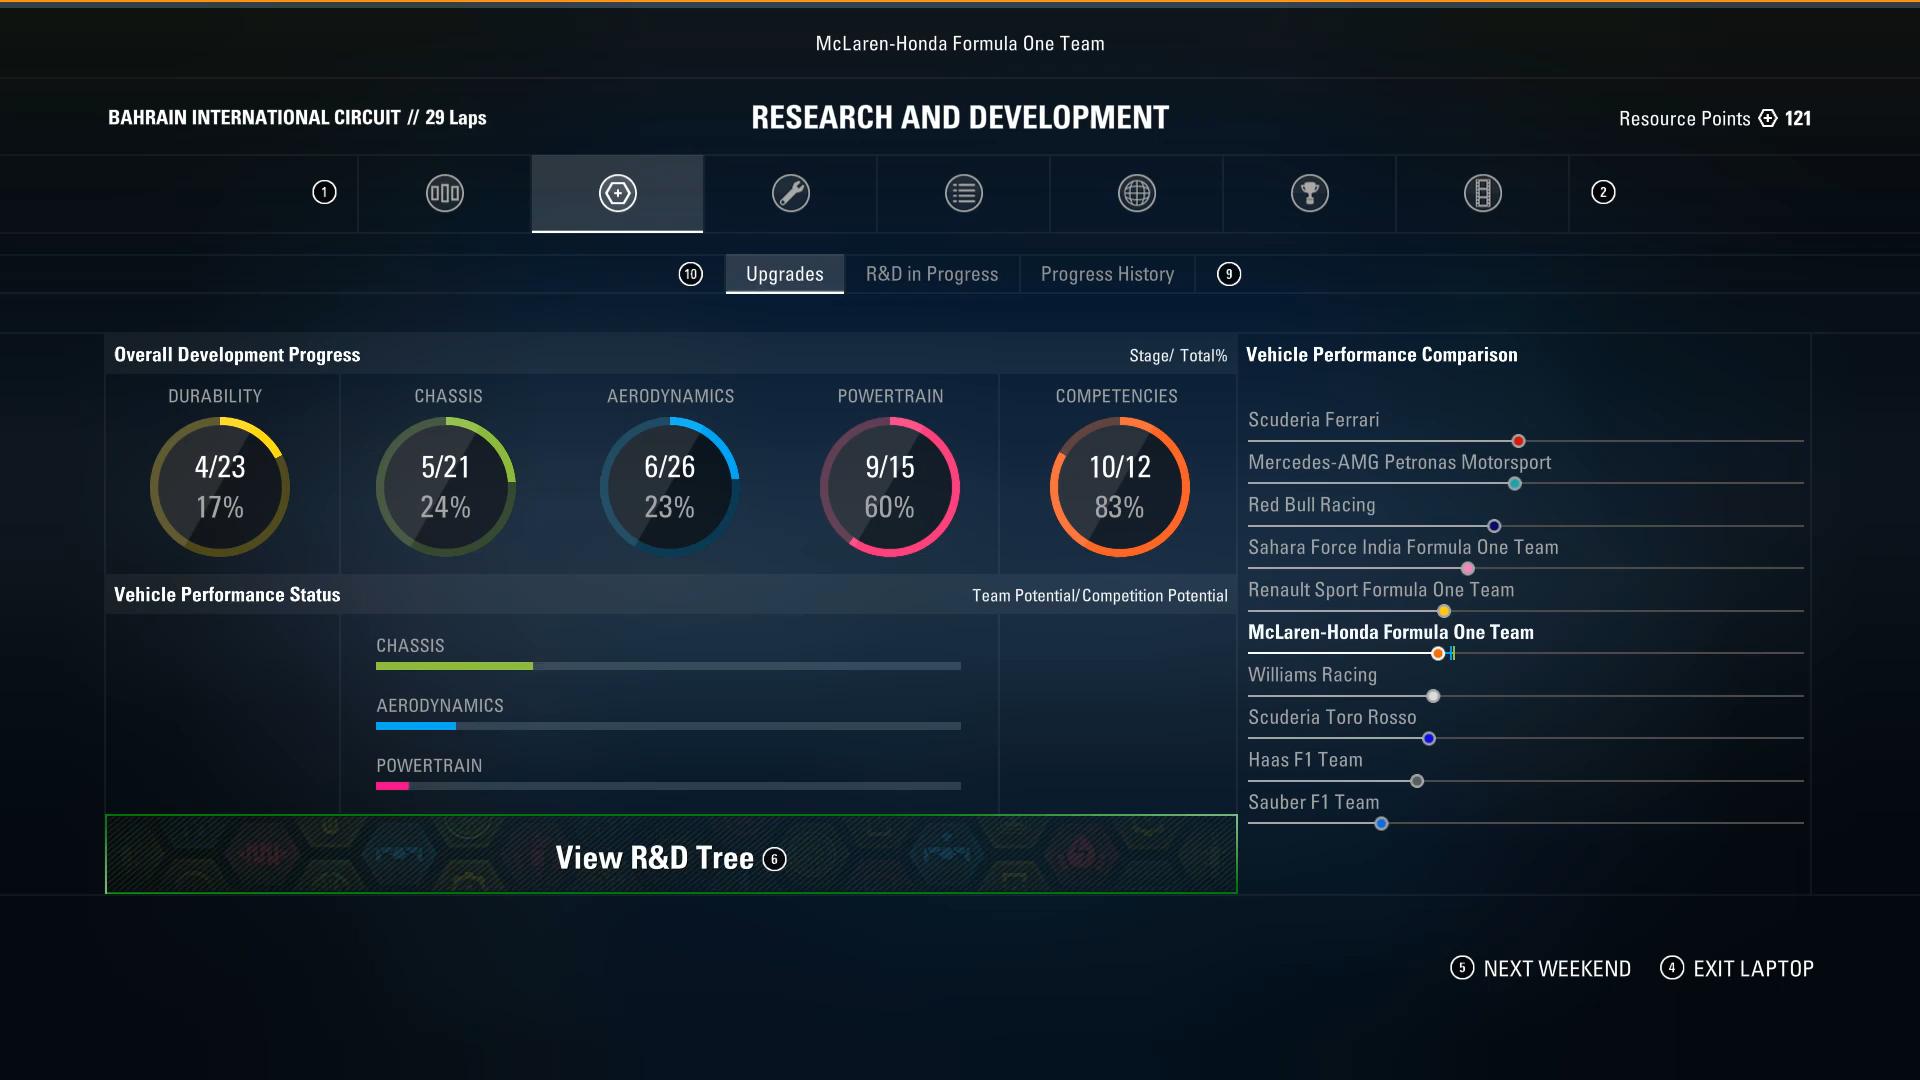 McLaren-Honda Formula One Team
BAHRAIN INTERNATIONAL CIRCUIT // 29 Laps
RESEARCH AND DEVELOPMENT
Resource Points 121
1
2
10
Upgrades
R&D in Progress
Progress History
9
Overall Development Progress
Stage/ Total%
DURABILITY
4/23
17%
CHASSIS
5/21
24%
AERODYNAMICS
6/26
23%
POWERTRAIN
9/15
60%
COMPETENCIES
10/12
83%
Vehicle Performance Status
Team Potential/Competition Potential
CHASSIS
AERODYNAMICS
POWERTRAIN
View R&D Tree 6
Vehicle Performance Comparison
Scuderia Ferrari
Mercedes-AMG Petronas Motorsport
Red Bull Racing
Sahara Force India Formula One Team
Renault Sport Formula One Team
McLaren-Honda Formula One Team
Williams Racing
Scuderia Toro Rosso
Haas F1 Team
Sauber F1 Team
5 NEXT WEEKEND
4 EXIT LAPTOP